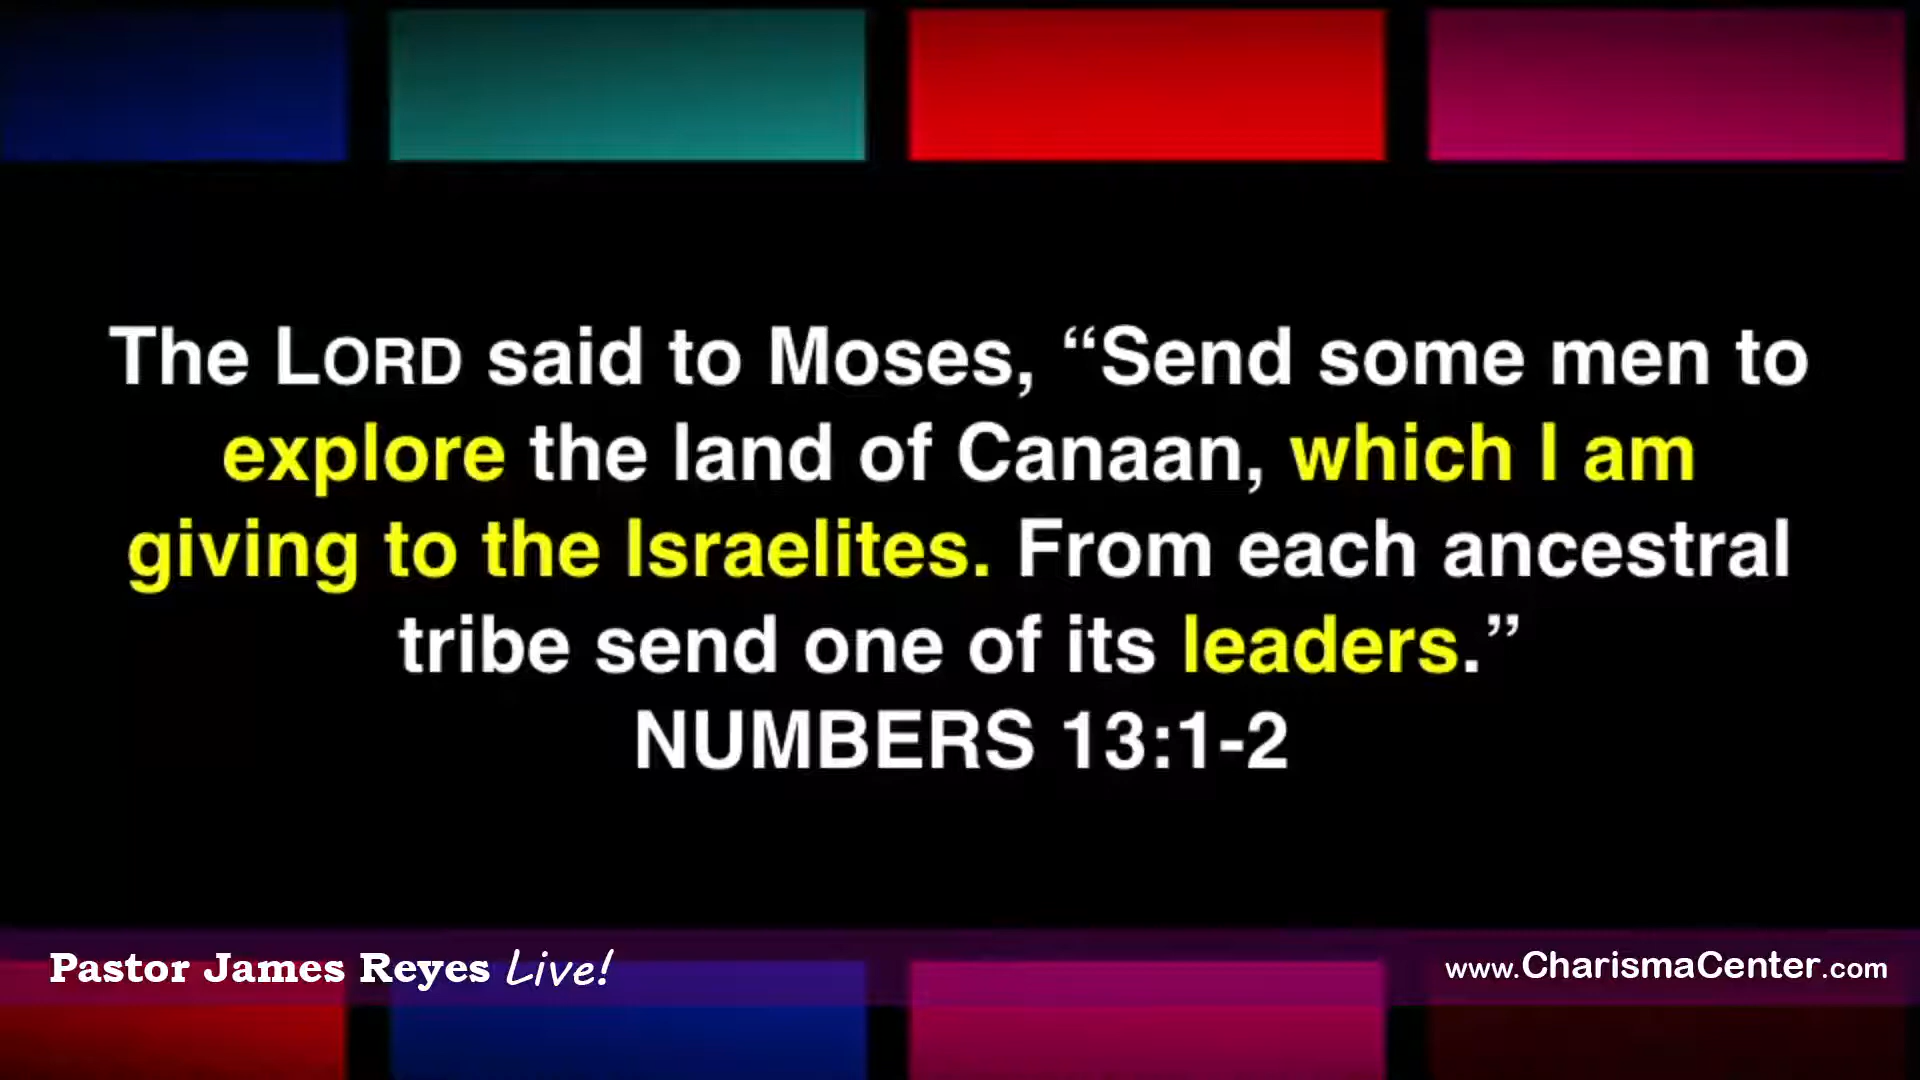 The LORD said to Moses, “Send some men to
explore the land of Canaan, which I am
giving to the Israelites. From each ancestral
tribe send one of its leaders.”
NUMBERS 13:1-2
Pastor James Reyes Live!
www.CharismaCenter.com